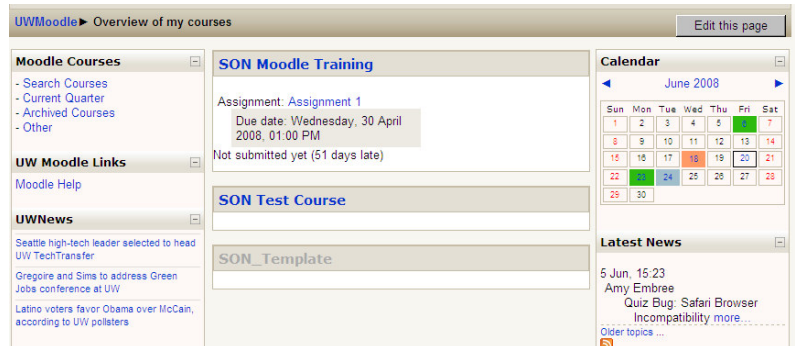 UWMoodle► Overview of my courses
Edit this page
Moodle Courses
- Search Courses
- Current Quarter
- Archived Courses
- Other
UW Moodle Links
Moodle Help
UWNews
Seattle high-tech leader selected to head
UW TechTransfer
Gregoire and Sims to address Green
Jobs conference at UW
Latino voters favor Obama over McCain,
according to UW pollsters
SON Moodle Training
Assignment: Assignment 1
Due date: Wednesday, 30 April
2008, 01:00 PM
Not submitted yet (51 days late)
SON Test Course
SON_Template
Calendar
◄ June 2008 ►
Sun Mon Tue Wed Thu Fri Sat
1 2 3 4 5 6 7
8 9 10 11 12 13 14
15 16 17 18 19 20 21
22 23 24 25 26 27 28
29 30
Latest News
5 Jun, 15:23
Amy Embree
Quiz Bug: Safari Browser
Incompatibility more...
Older topics ...